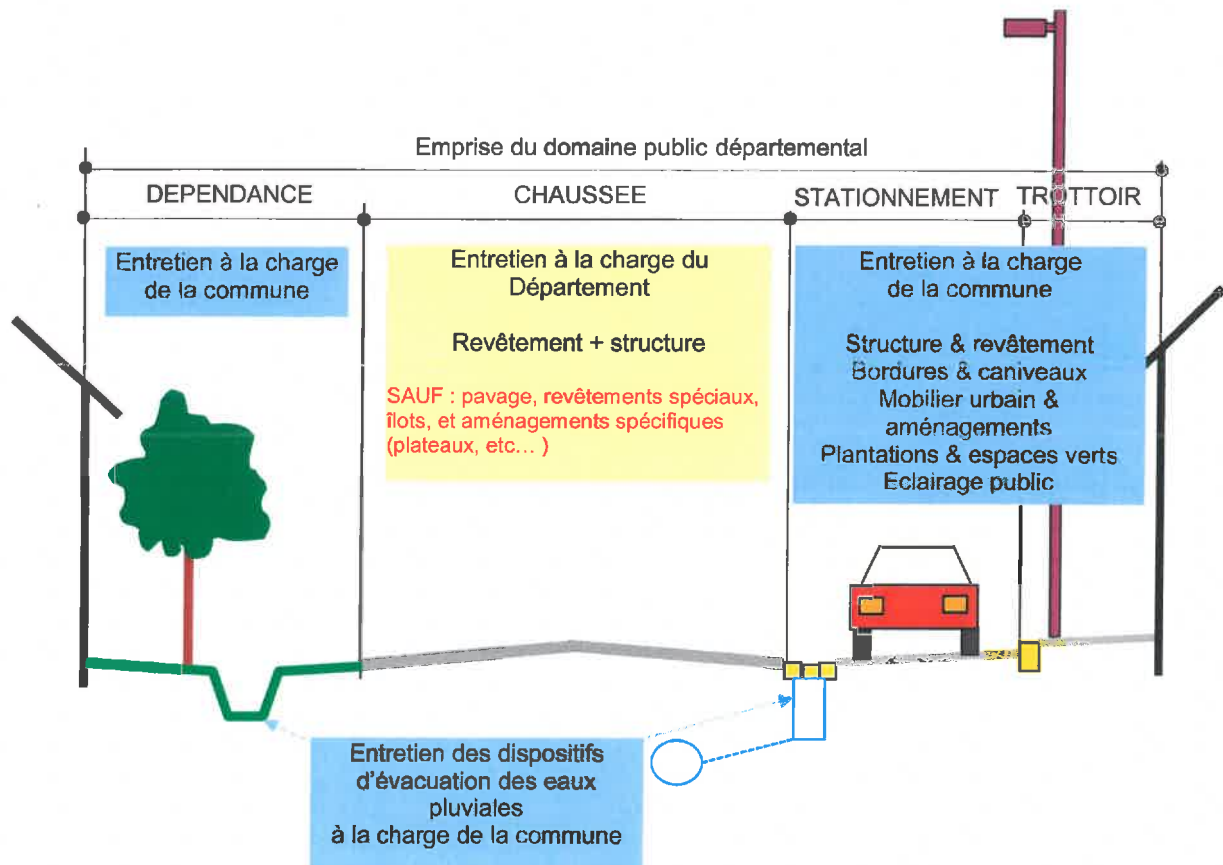 Emprise du domaine public départemental
DEPENDANCE
CHAUSSEE
STATIONNEMENT
TROTTOIR
Entretien à la charge
de la commune
Entretien à la charge du
Département
Revêtement + structure
SAUF : pavage, revêtements spéciaux,
îlots, et aménagements spécifiques
(plateaux, etc... )
Entretien à la charge
de la commune
Structure & revêtement
Bordures & caniveaux
Mobilier urbain &
aménagements
Plantations & espaces verts
Eclairage public
Entretien des dispositifs
d'évacuation des eaux
pluviales
à la charge de la commune